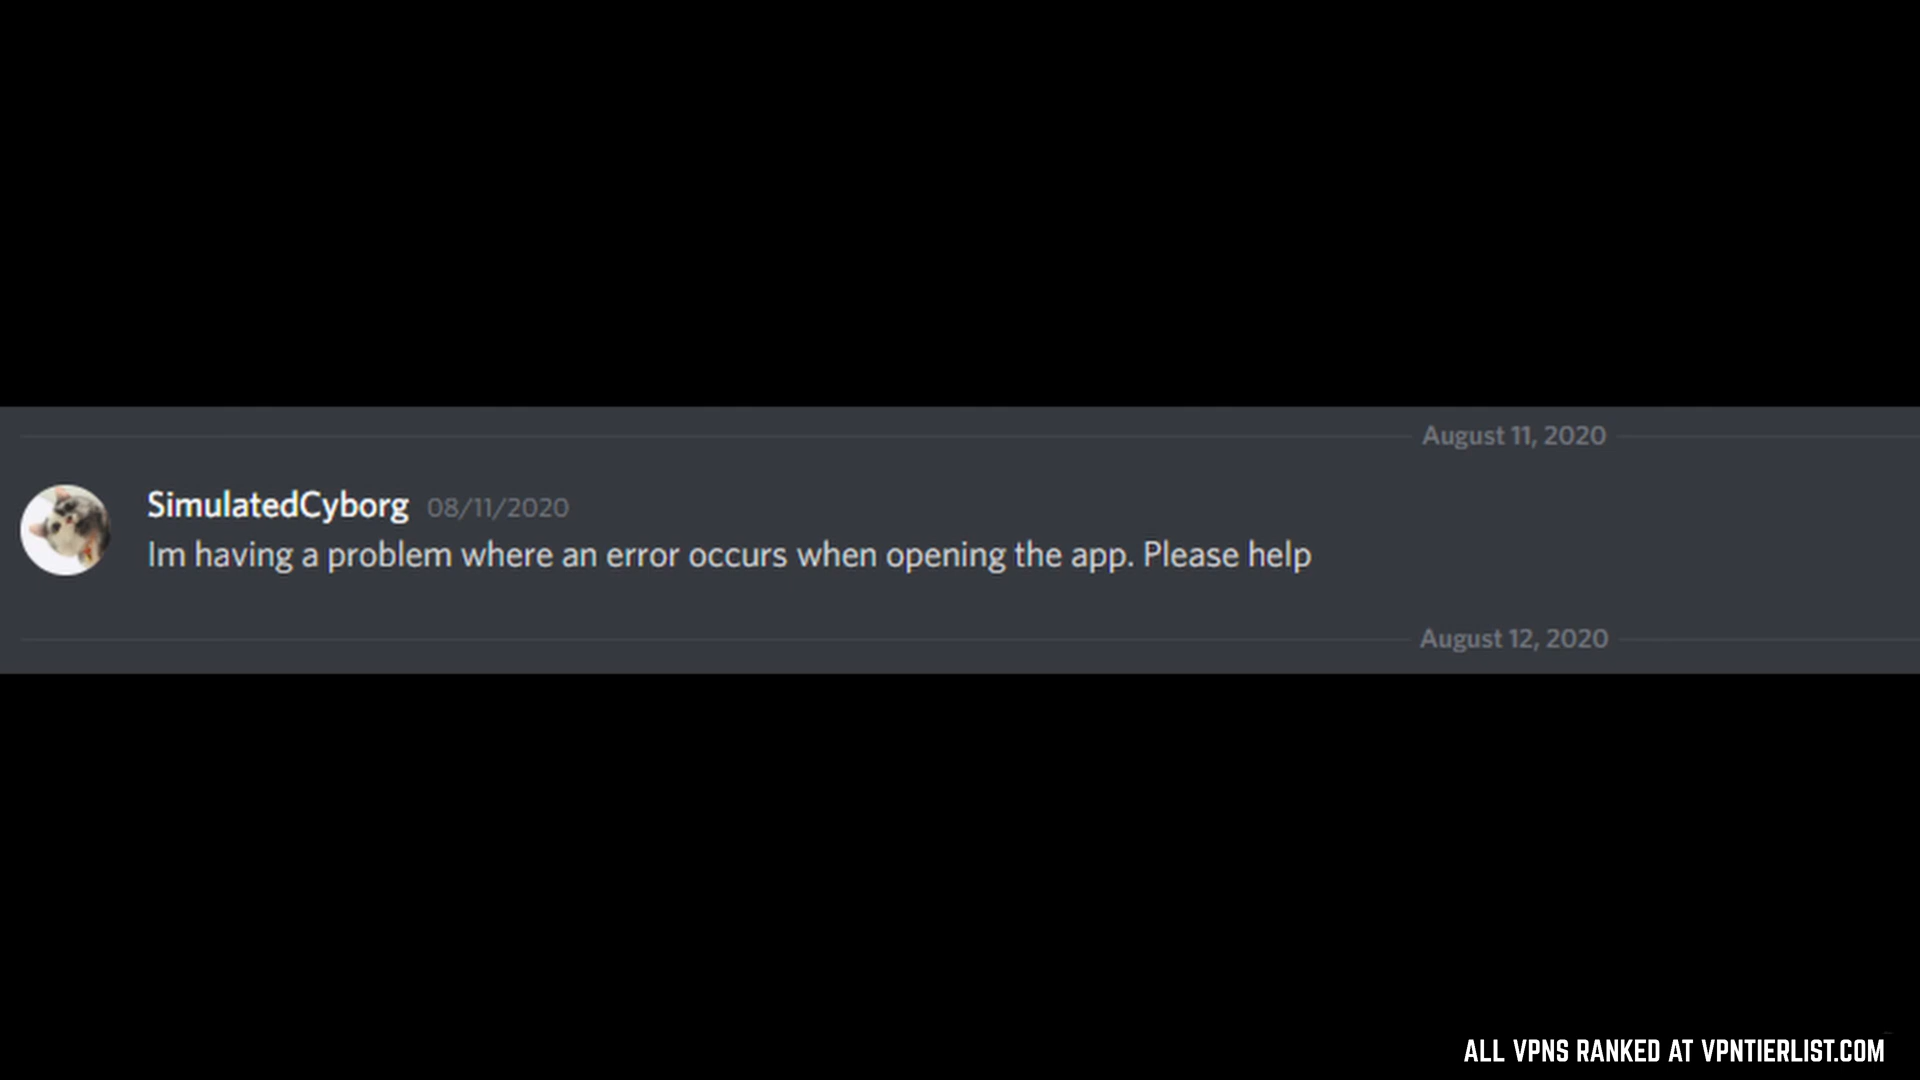 August 11, 2020
SimulatedCyborg 08/11/2020
Im having a problem where an error occurs when opening the app. Please help
August 12, 2020
ALL VPNS RANKED AT VPNTIERLIST.COM